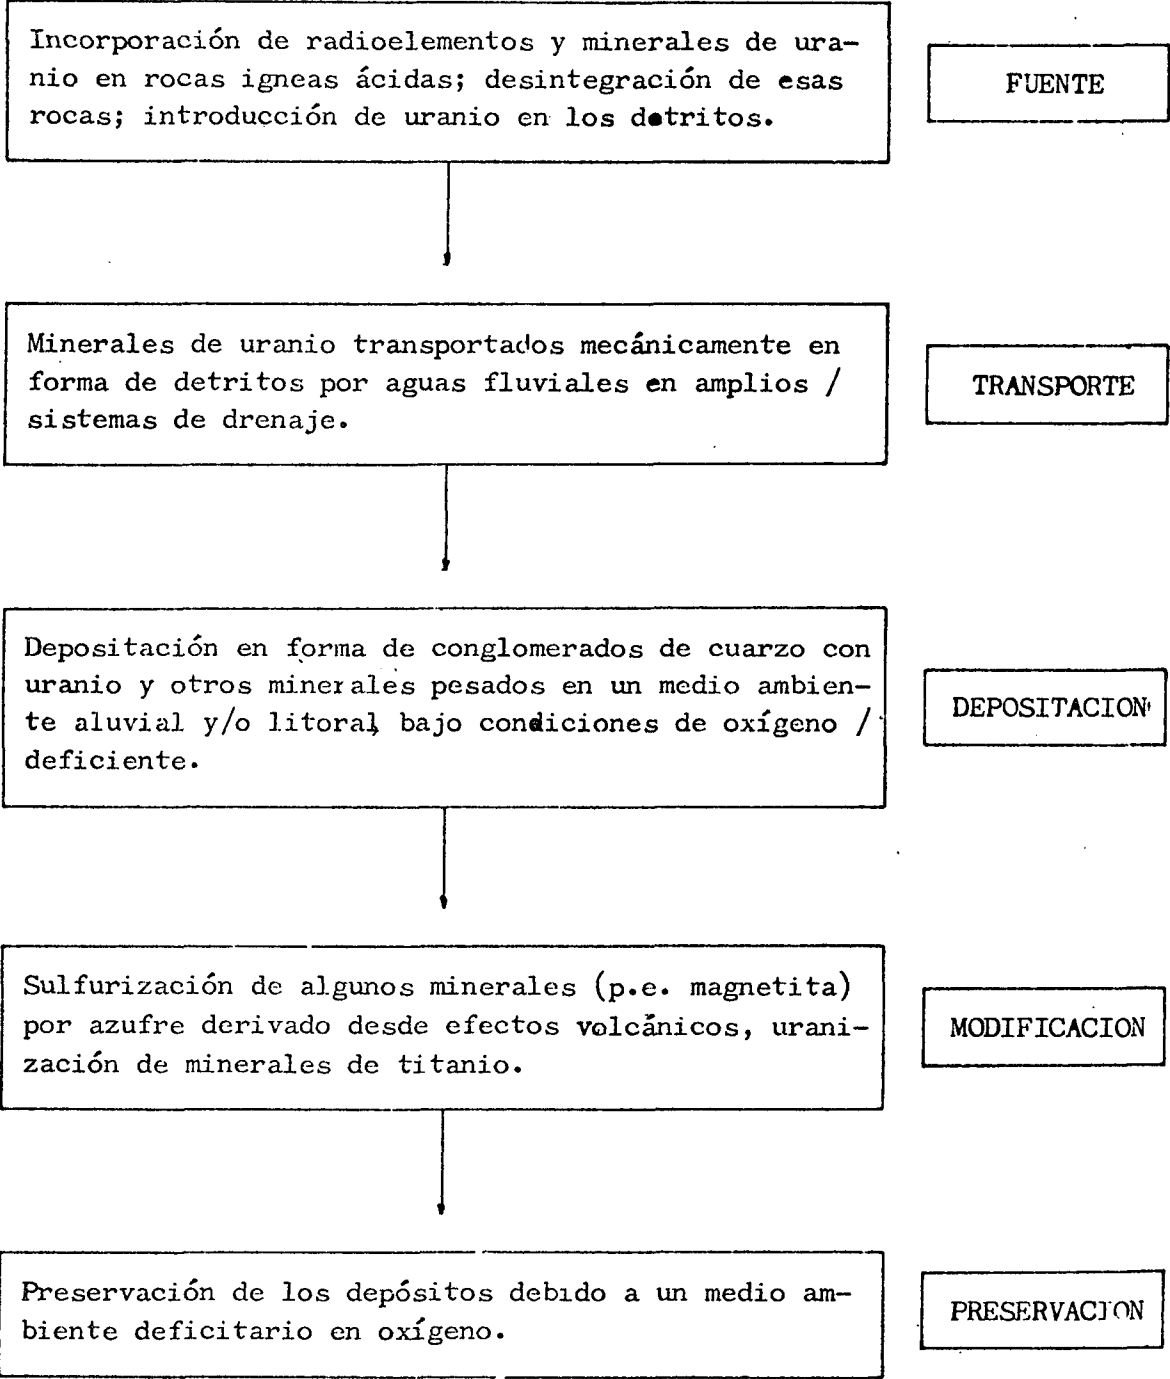 Incorporación de radioelementos y minerales de ura-
nio en rocas igneas ácidas; desintegración de esas
rocas; introducción de uranio en los detritos.
FUENTE
Minerales de uranio transportados mecánicamente en
forma de detritos por aguas fluviales en amplios /
sistemas de drenaje.
TRANSPORTE
Depositación en forma de conglomerados de cuarzo con
uranio y otros minerales pesados en un medio ambien-
te aluvial y/o litoral, bajo condiciones de oxígeno /
deficiente.
DEPOSITACION
Sulfurización de algunos minerales (p.e. magnetita)
por azufre derivado desde efectos volcánicos, urani-
zación de minerales de titanio.
MODIFICACION
Preservación de los depósitos debido a un medio am-
biente deficitario en oxígeno.
PRESERVACION